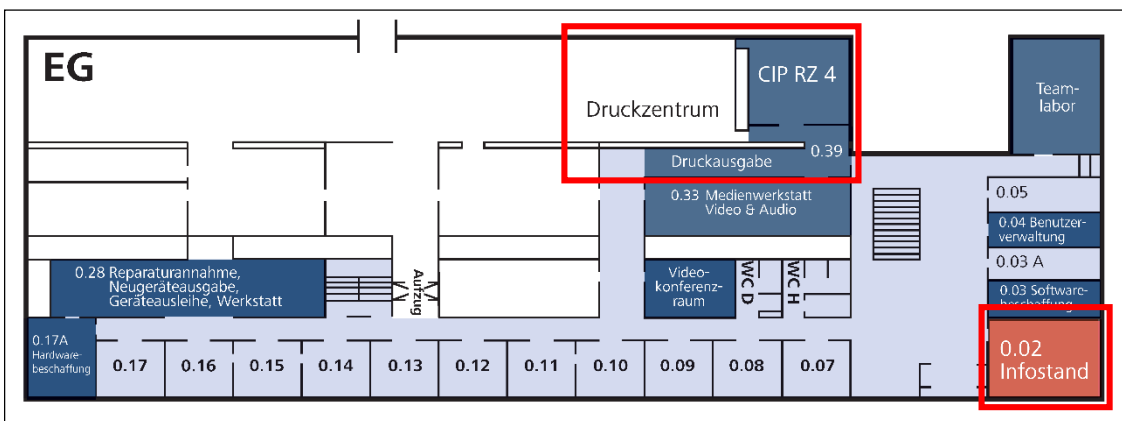 EG
CIP RZ 4
Druckzentrum
Team-
labor
Druckausgabe
0.39
0.33 Medienwerkstatt
Video & Audio
0.05
0.04 Benutzer-
verwaltung
0.03 A
0.03 Software-
beschaffung
0.28 Reparaturannahme,
Neugeräteausgabe,
Geräteausleihe, Werkstatt
Aufzug
Video-
konferenz-
raum
WC D
WC H
0.02
Infostand
0.17A
Hardware-
beschaffung
0.17
0.16
0.15
0.14
0.13
0.12
0.11
0.10
0.09
0.08
0.07